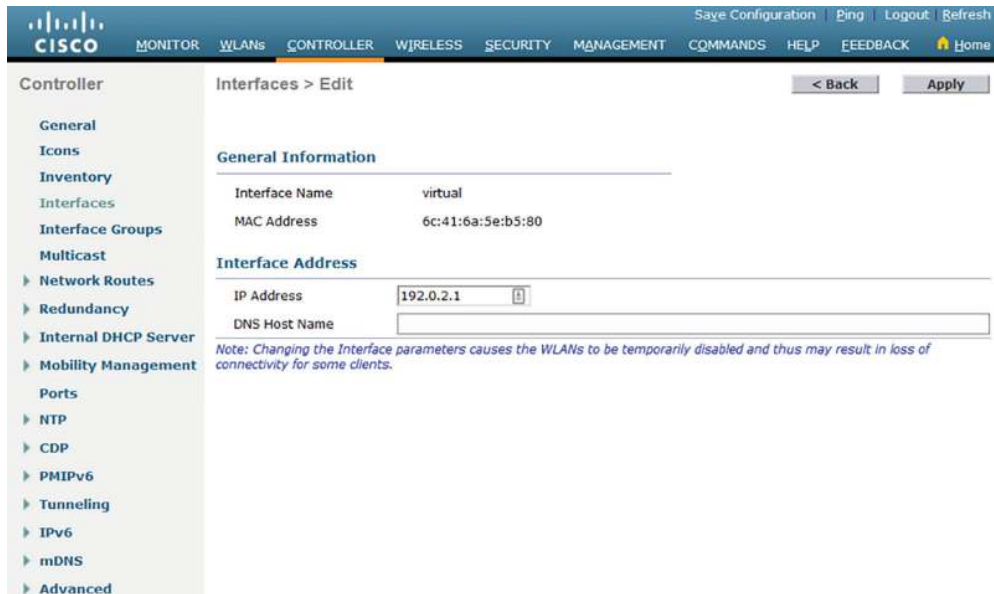 Save Configuration Ping Logout Refresh
CISCO MONITOR WLANs CONTROLLER WIRELESS SECURITY MANAGEMENT COMMANDS HELP FEEDBACK Home
Controller
General
Icons
Inventory
Interfaces
Interface Groups
Multicast
Network Routes
Redundancy
Internal DHCP Server
Mobility Management
Ports
NTP
CDP
PMIPv6
Tunneling
IPv6
mDNS
Advanced
Interfaces > Edit
< Back Apply
General Information
Interface Name virtual
MAC Address 6c:41:6a:5e:b5:80
Interface Address
IP Address 192.0.2.1
DNS Host Name
Note: Changing the Interface parameters causes the WLANs to be temporarily disabled and thus may result in loss of
connectivity for some clients.